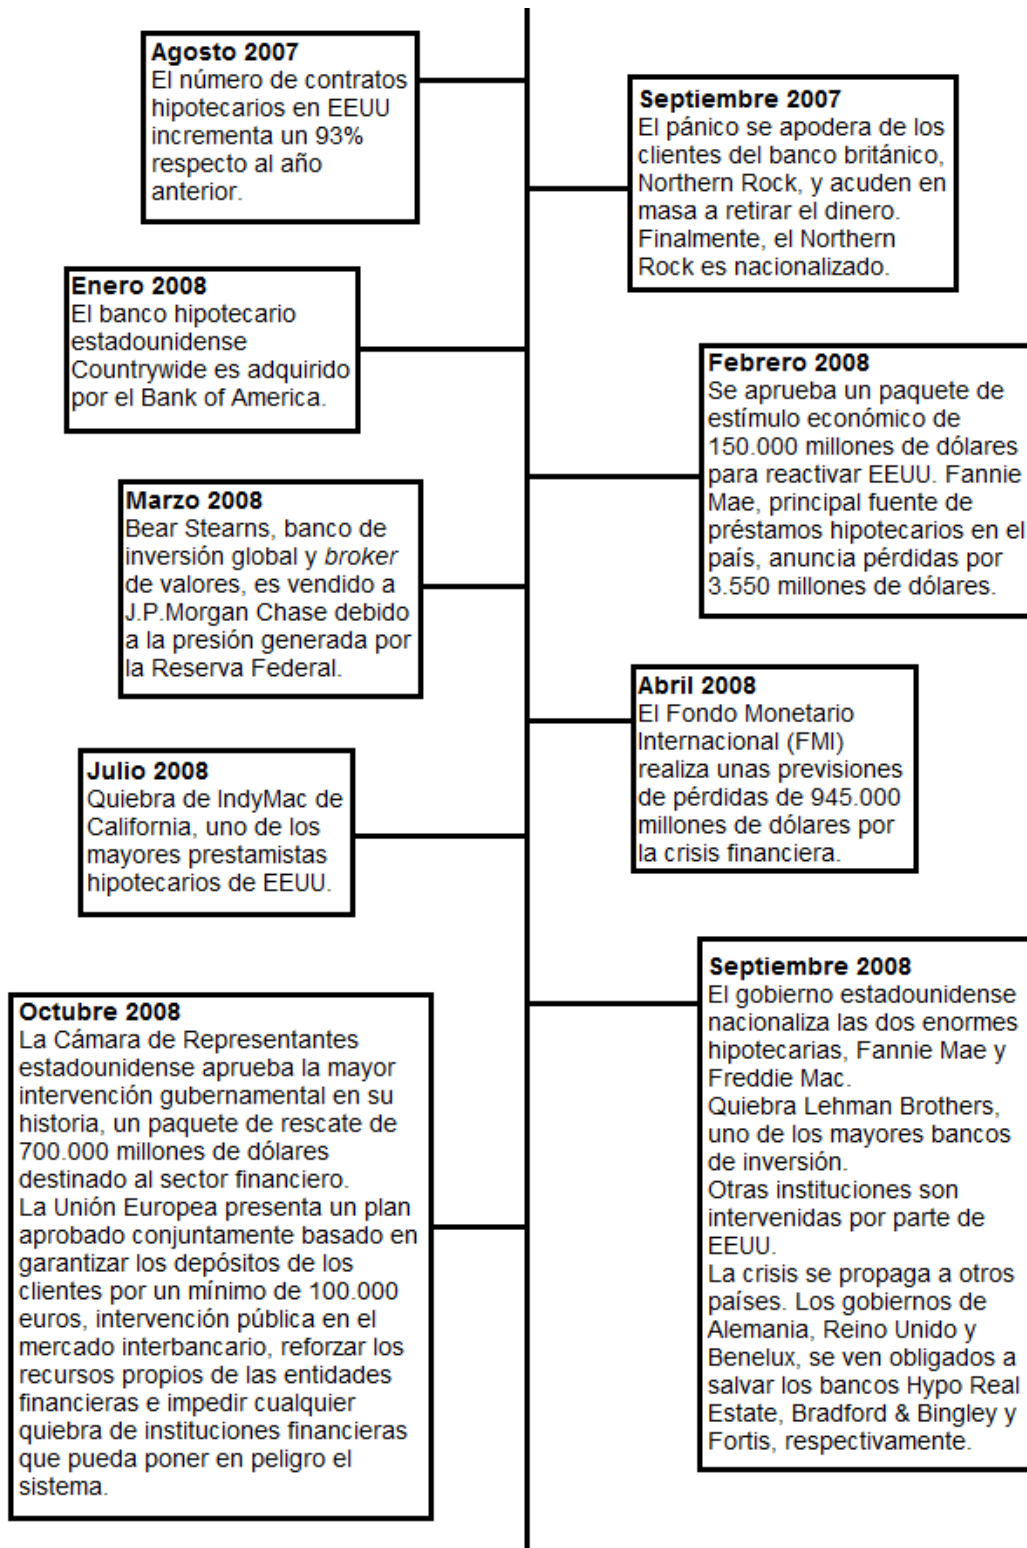 Agosto 2007
El número de contratos
hipotecarios en EEUU
incrementa un 93%
respecto al año
anterior.
Septiembre 2007
El pánico se apodera de los
clientes del banco británico,
Northern Rock, y acuden en
masa a retirar el dinero.
Finalmente, el Northern
Rock es nacionalizado.
Enero 2008
El banco hipotecario
estadounidense
Countrywide es adquirido
por el Bank of America.
Febrero 2008
Se aprueba un paquete de
estímulo económico de
150.000 millones de dólares
para reactivar EEUU. Fannie
Mae, principal fuente de
préstamos hipotecarios en el
país, anuncia pérdidas por
3.550 millones de dólares.
Marzo 2008
Bear Stearns, banco de
inversión global y broker
de valores, es vendido a
J.P.Morgan Chase debido
a la presión generada por
la Reserva Federal.
Abril 2008
El Fondo Monetario
Internacional (FMI)
realiza unas previsiones
de pérdidas de 945.000
millones de dólares por
la crisis financiera.
Julio 2008
Quiebra de IndyMac de
California, uno de los
mayores prestamistas
hipotecarios de EEUU.
Septiembre 2008
El gobierno estadounidense
nacionaliza las dos enormes
hipotecarias, Fannie Mae y
Freddie Mac.
Quiebra Lehman Brothers,
uno de los mayores bancos
de inversión.
Otras instituciones son
intervenidas por parte de
EEUU.
La crisis se propaga a otros
países. Los gobiernos de
Alemania, Reino Unido y
Benelux, se ven obligados a
salvar los bancos Hypo Real
Estate, Bradford & Bingley y
Fortis, respectivamente.
Octubre 2008
La Cámara de Representantes
estadounidense aprueba la mayor
intervención gubernamental en su
historia, un paquete de rescate de
700.000 millones de dólares
destinado al sector financiero.
La Unión Europea presenta un plan
aprobado conjuntamente basado en
garantizar los depósitos de los
clientes por un mínimo de 100.000
euros, intervención pública en el
mercado interbancario, reforzar los
recursos propios de las entidades
financieras e impedir cualquier
quiebra de instituciones financieras
que pueda poner en peligro el
sistema.